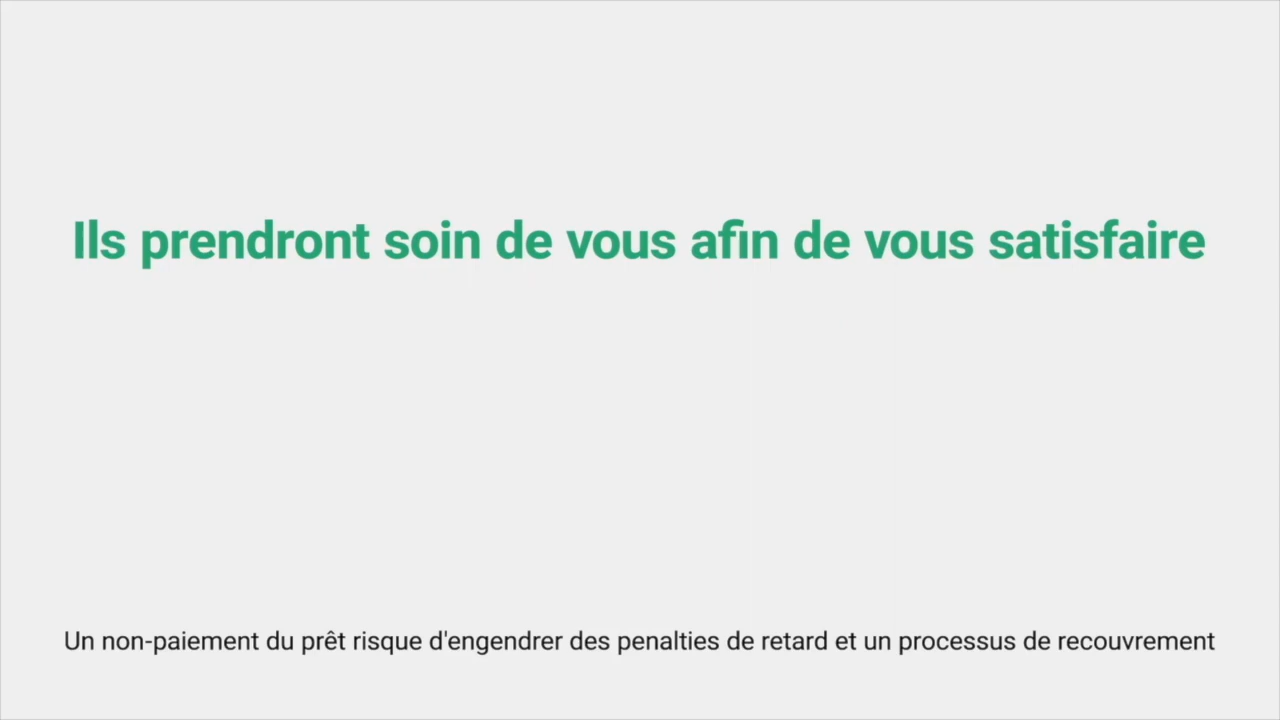 Ils prendront soin de vous afin de vous satisfaire
Un non-paiement du prêt risque d'engendrer des penalties de retard et un processus de recouvrement